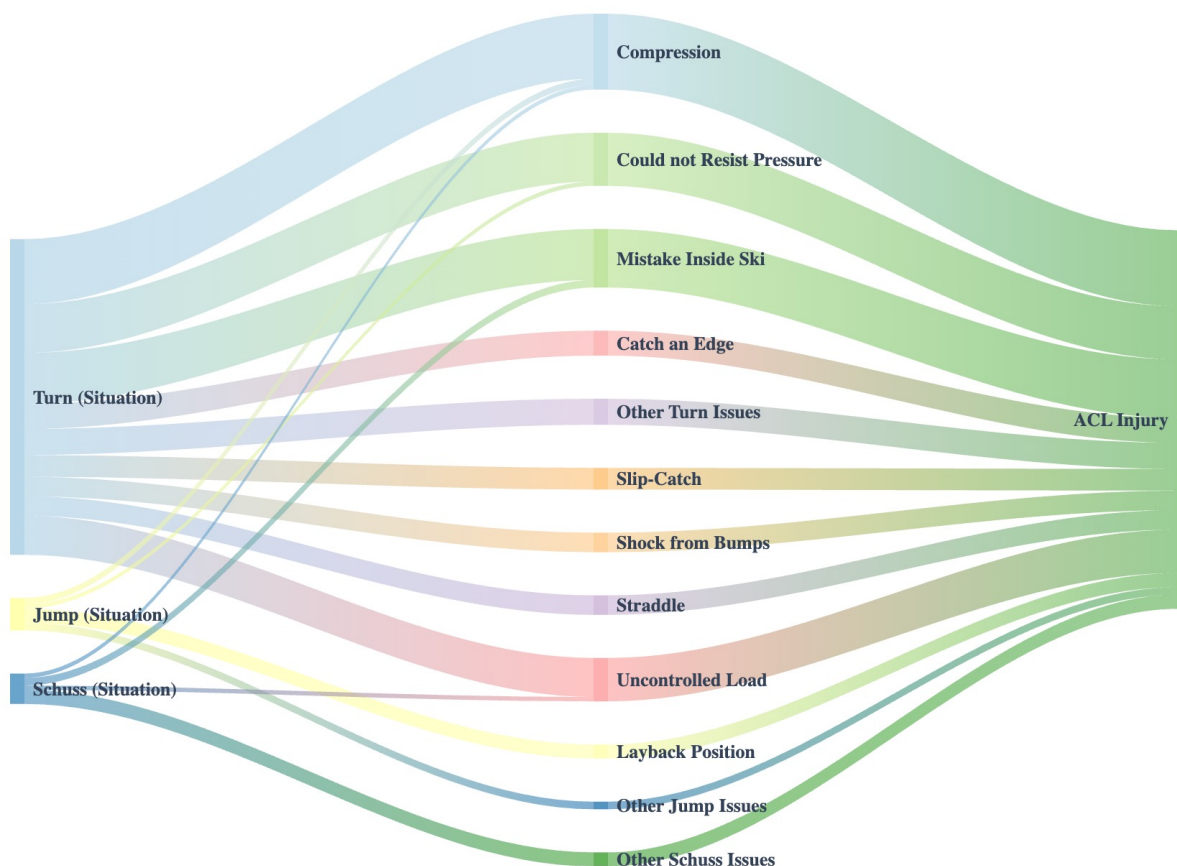 Compression
Could not Resist Pressure
Mistake Inside Ski
Catch an Edge
Turn (Situation)
Other Turn Issues
ACL Injury
Slip-Catch
Shock from Bumps
Straddle
Jump (Situation)
Uncontrolled Load
Schuss (Situation)
Layback Position
Other Jump Issues
Other Schuss Issues